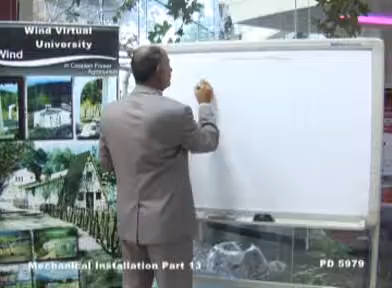 Wind Virtual
University
Wind
Mechanical Installation Part 13
PD 5979